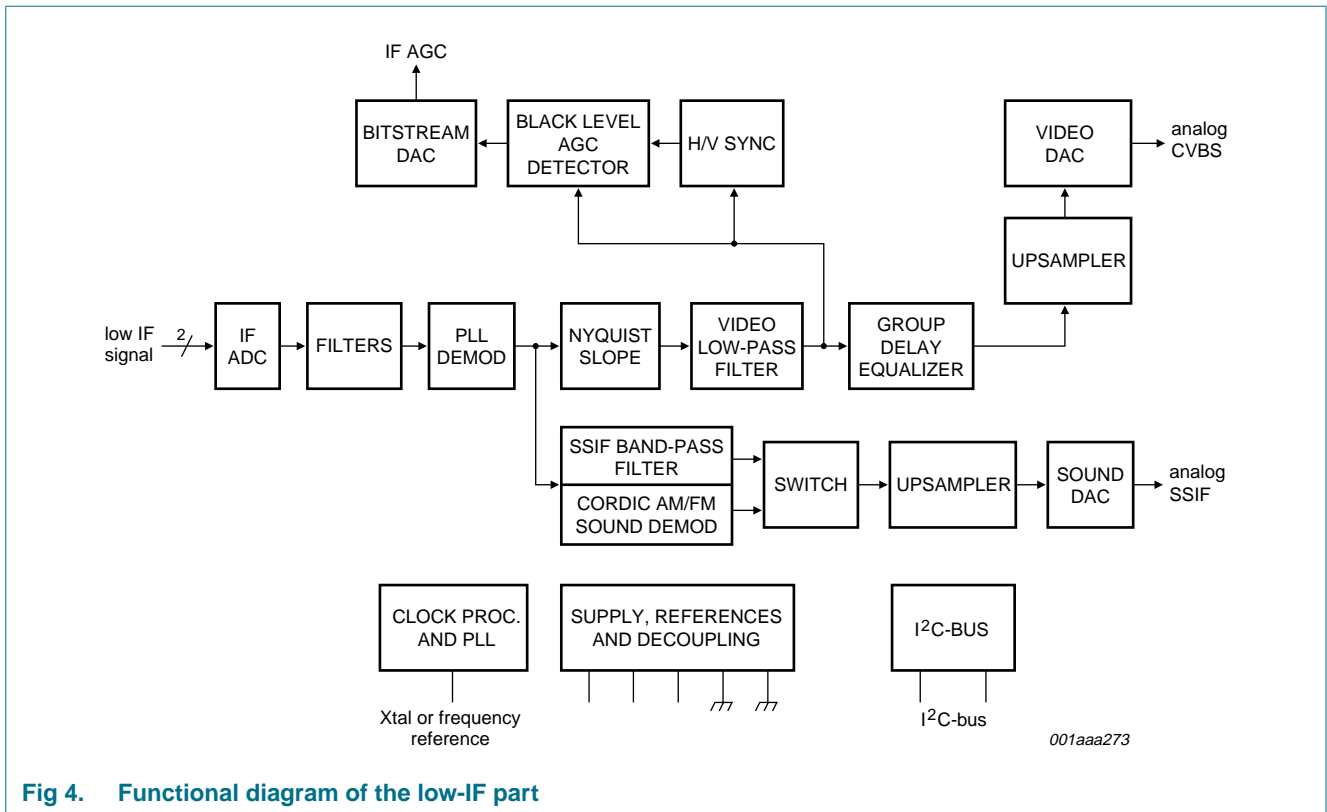 IF AGC
BITSTREAM
DAC
BLACK LEVEL
AGC
DETECTOR
H/V SYNC
VIDEO
DAC
analog
CVBS
UPSAMPLER
low IF
signal
2
IF
ADC
FILTERS
PLL
DEMOD
NYQUIST
SLOPE
VIDEO
LOW-PASS
FILTER
GROUP
DELAY
EQUALIZER
SSIF BAND-PASS
FILTER
CORDIC AM/FM
SOUND DEMOD
SWITCH
UPSAMPLER
SOUND
DAC
analog
SSIF
CLOCK PROC.
AND PLL
SUPPLY, REFERENCES
AND DECOUPLING
I²C-BUS
Xtal or frequency
reference
I²C-bus
001aaa273
Fig 4. Functional diagram of the low-IF part